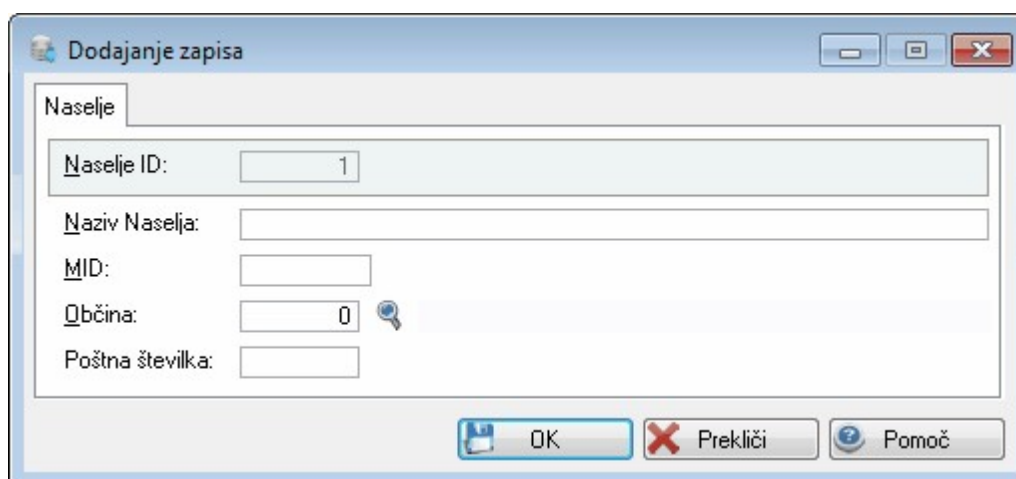 Dodajanje zapisa
Naselje
Naselje ID: 1
Naziv Naselja:
MID:
Občina: 0
Poštna številka:
OK Prekliči Pomoč